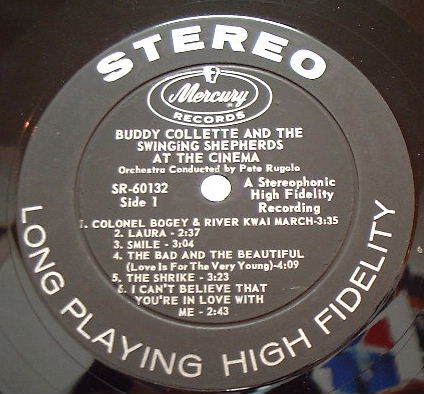 STEREO
Mercury
RECORDS
BUDDY COLLETTE AND THE
SWINGING SHEPHERDS
AT THE CINEMA
Orchestra Conducted by Pete Rugolo
SR-60132
Side 1
A Stereophonic
High Fidelity
Recording
1. COLONEL BOGEY & RIVER KWAI MARCH-3:35
2. LAURA - 2:37
3. SMILE - 3:04
4. THE BAD AND THE BEAUTIFUL
(Love Is For The Very Young)-4:09
5. THE SHRIKE - 3:23
6. I CAN'T BELIEVE THAT
YOU'RE IN LOVE WITH
ME - 2:43
LONG PLAYING HIGH FIDELITY